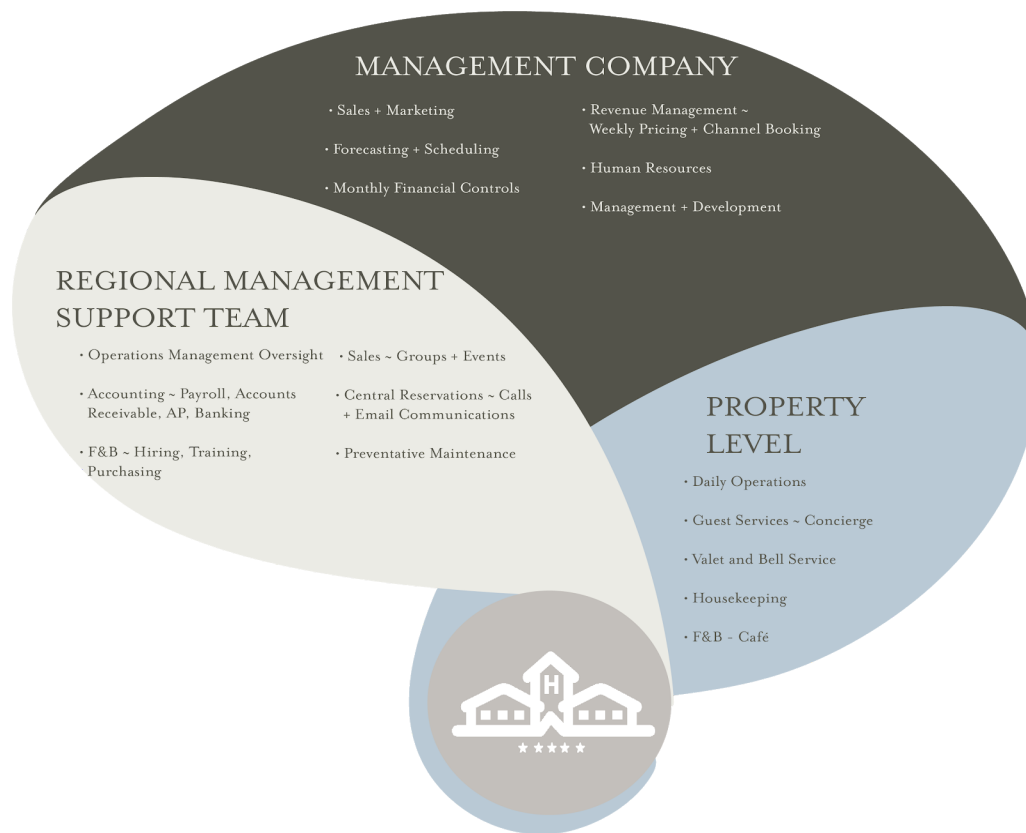 MANAGEMENT COMPANY
• Sales + Marketing
• Forecasting + Scheduling
• Monthly Financial Controls
• Revenue Management ~
Weekly Pricing + Channel Booking
• Human Resources
• Management + Development
REGIONAL MANAGEMENT
SUPPORT TEAM
• Operations Management Oversight
• Accounting ~ Payroll, Accounts
Receivable, AP, Banking
• F&B ~ Hiring, Training,
Purchasing
• Sales ~ Groups + Events
• Central Reservations ~ Calls
+ Email Communications
• Preventative Maintenance
PROPERTY
LEVEL
• Daily Operations
• Guest Services ~ Concierge
• Valet and Bell Service
• Housekeeping
• F&B - Café
H